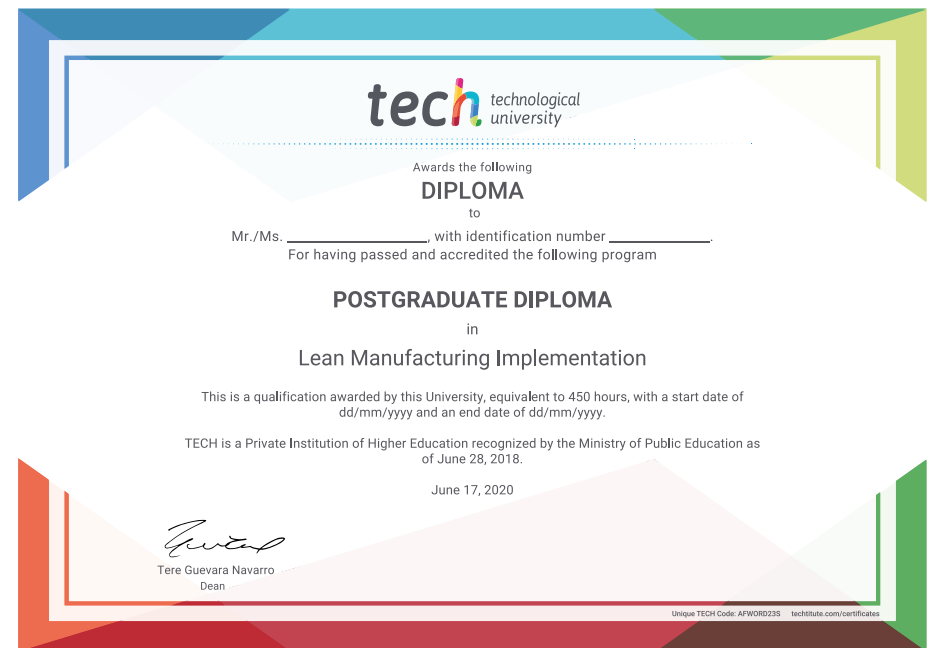 tech technological
university
Awards the following
DIPLOMA
to
Mr./Ms. ____________________, with identification number ______________.
For having passed and accredited the following program
POSTGRADUATE DIPLOMA
in
Lean Manufacturing Implementation
This is a qualification awarded by this University, equivalent to 450 hours, with a start date of
dd/mm/yyyy and an end date of dd/mm/yyyy.
TECH is a Private Institution of Higher Education recognized by the Ministry of Public Education as
of June 28, 2018.
June 17, 2020
Tere Guevara Navarro
Dean
Unique TECH Code: AFWORD23S techtitute.com/certificates